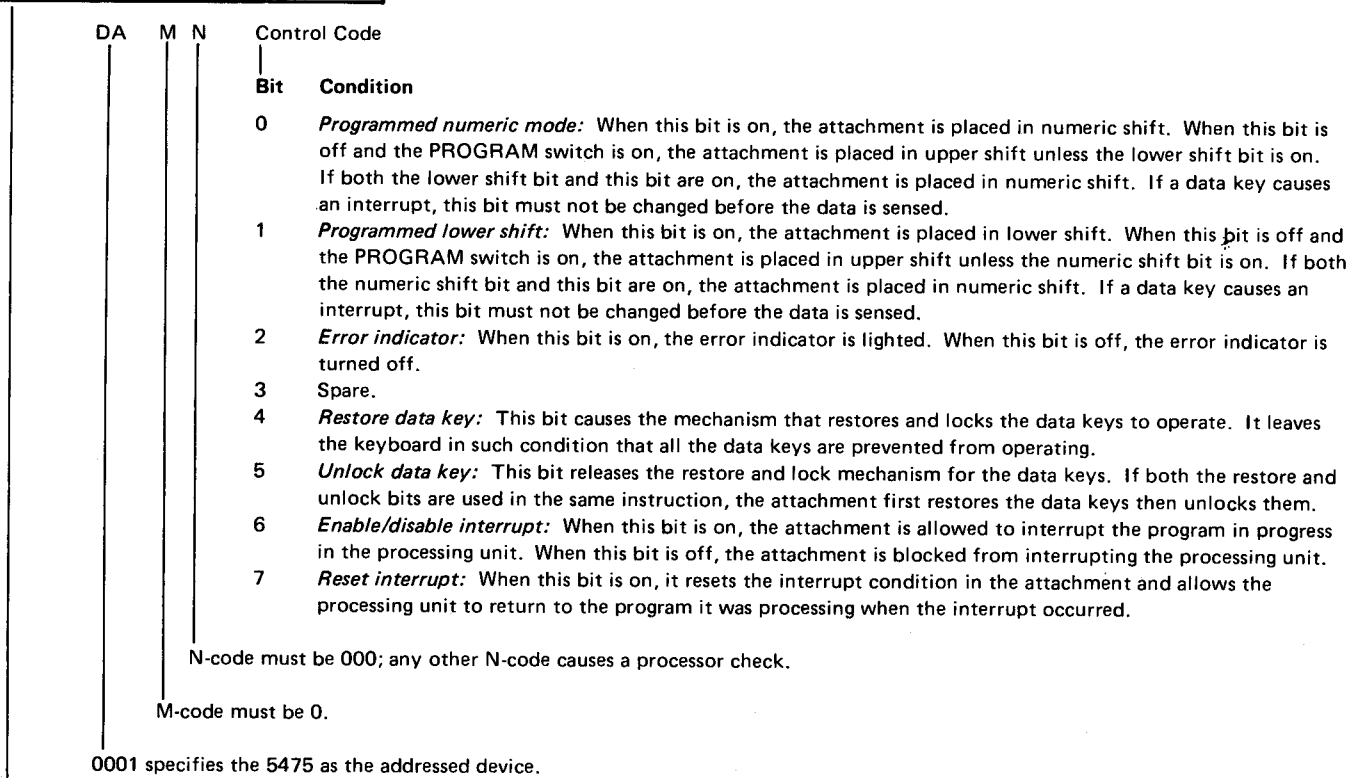 DA M N Control Code
Bit Condition
0 Programmed numeric mode: When this bit is on, the attachment is placed in numeric shift. When this bit is
off and the PROGRAM switch is on, the attachment is placed in upper shift unless the lower shift bit is on.
If both the lower shift bit and this bit are on, the attachment is placed in numeric shift. If a data key causes
an interrupt, this bit must not be changed before the data is sensed.
1 Programmed lower shift: When this bit is on, the attachment is placed in lower shift. When this bit is off and
the PROGRAM switch is on, the attachment is placed in upper shift unless the numeric shift bit is on. If both
the numeric shift bit and this bit are on, the attachment is placed in numeric shift. If a data key causes an
interrupt, this bit must not be changed before the data is sensed.
2 Error indicator: When this bit is on, the error indicator is lighted. When this bit is off, the error indicator is
turned off.
3 Spare.
4 Restore data key: This bit causes the mechanism that restores and locks the data keys to operate. It leaves
the keyboard in such condition that all the data keys are prevented from operating.
5 Unlock data key: This bit releases the restore and lock mechanism for the data keys. If both the restore and
unlock bits are used in the same instruction, the attachment first restores the data keys then unlocks them.
6 Enable/disable interrupt: When this bit is on, the attachment is allowed to interrupt the program in progress
in the processing unit. When this bit is off, the attachment is blocked from interrupting the processing unit.
7 Reset interrupt: When this bit is on, it resets the interrupt condition in the attachment and allows the
processing unit to return to the program it was processing when the interrupt occurred.
N-code must be 000; any other N-code causes a processor check.
M-code must be 0.
0001 specifies the 5475 as the addressed device.